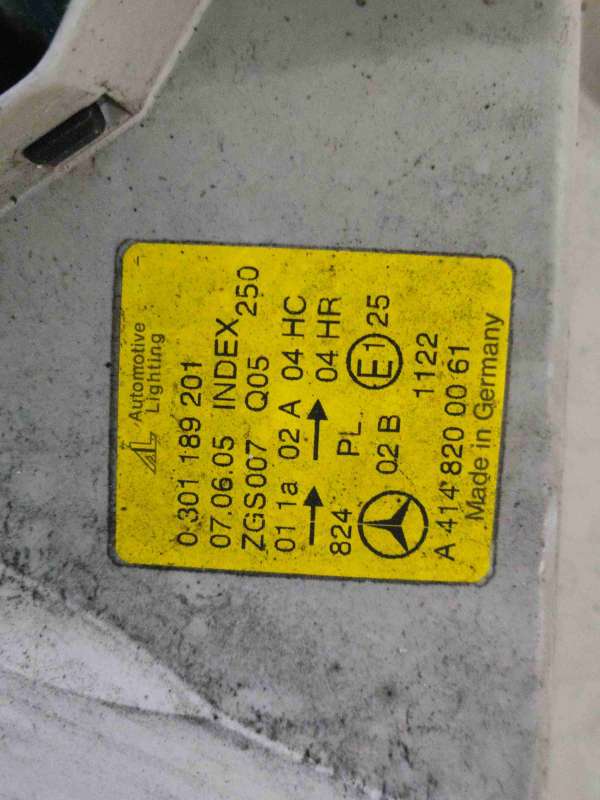 AL Automotive
Lighting
0 301 189 201
07.06.05 INDEX
ZGS007 Q05 250
01 1a 02 A 04 HC
→ → 04 HR
824 PL
02 B E1 25
1122
A 414 820 00 61
Made in Germany